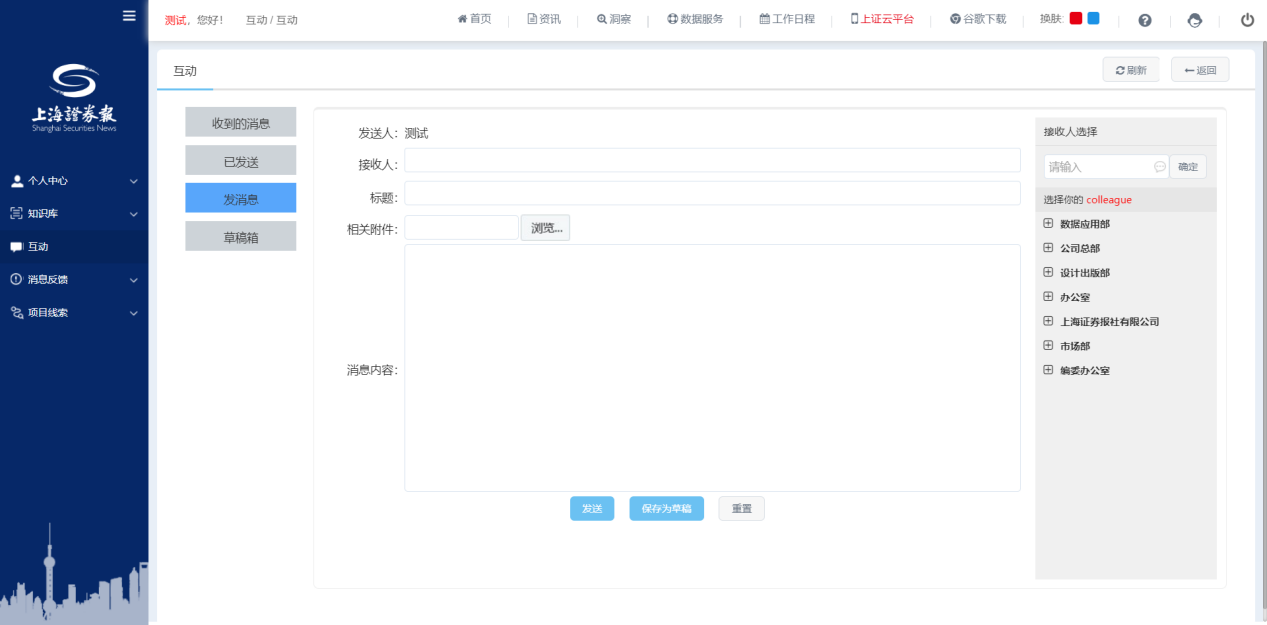 测试，您好！ 互动 / 互动 首页 资讯 洞察 数据服务 工作日程 上证云平台 谷歌下载 换肤
上海證券報
Shanghai Securities News
个人中心
知识库
互动
消息反馈
项目线索
互动 刷新 返回
收到的消息
已发送
发消息
草稿箱
发送人： 测试
接收人：
标题：
相关附件： 浏览...
消息内容：
发送 保存为草稿 重置
接收人选择
请输入 确定
选择你的 colleague
数据应用部
公司总部
设计出版部
办公室
上海证券报社有限公司
市场部
编委办公室